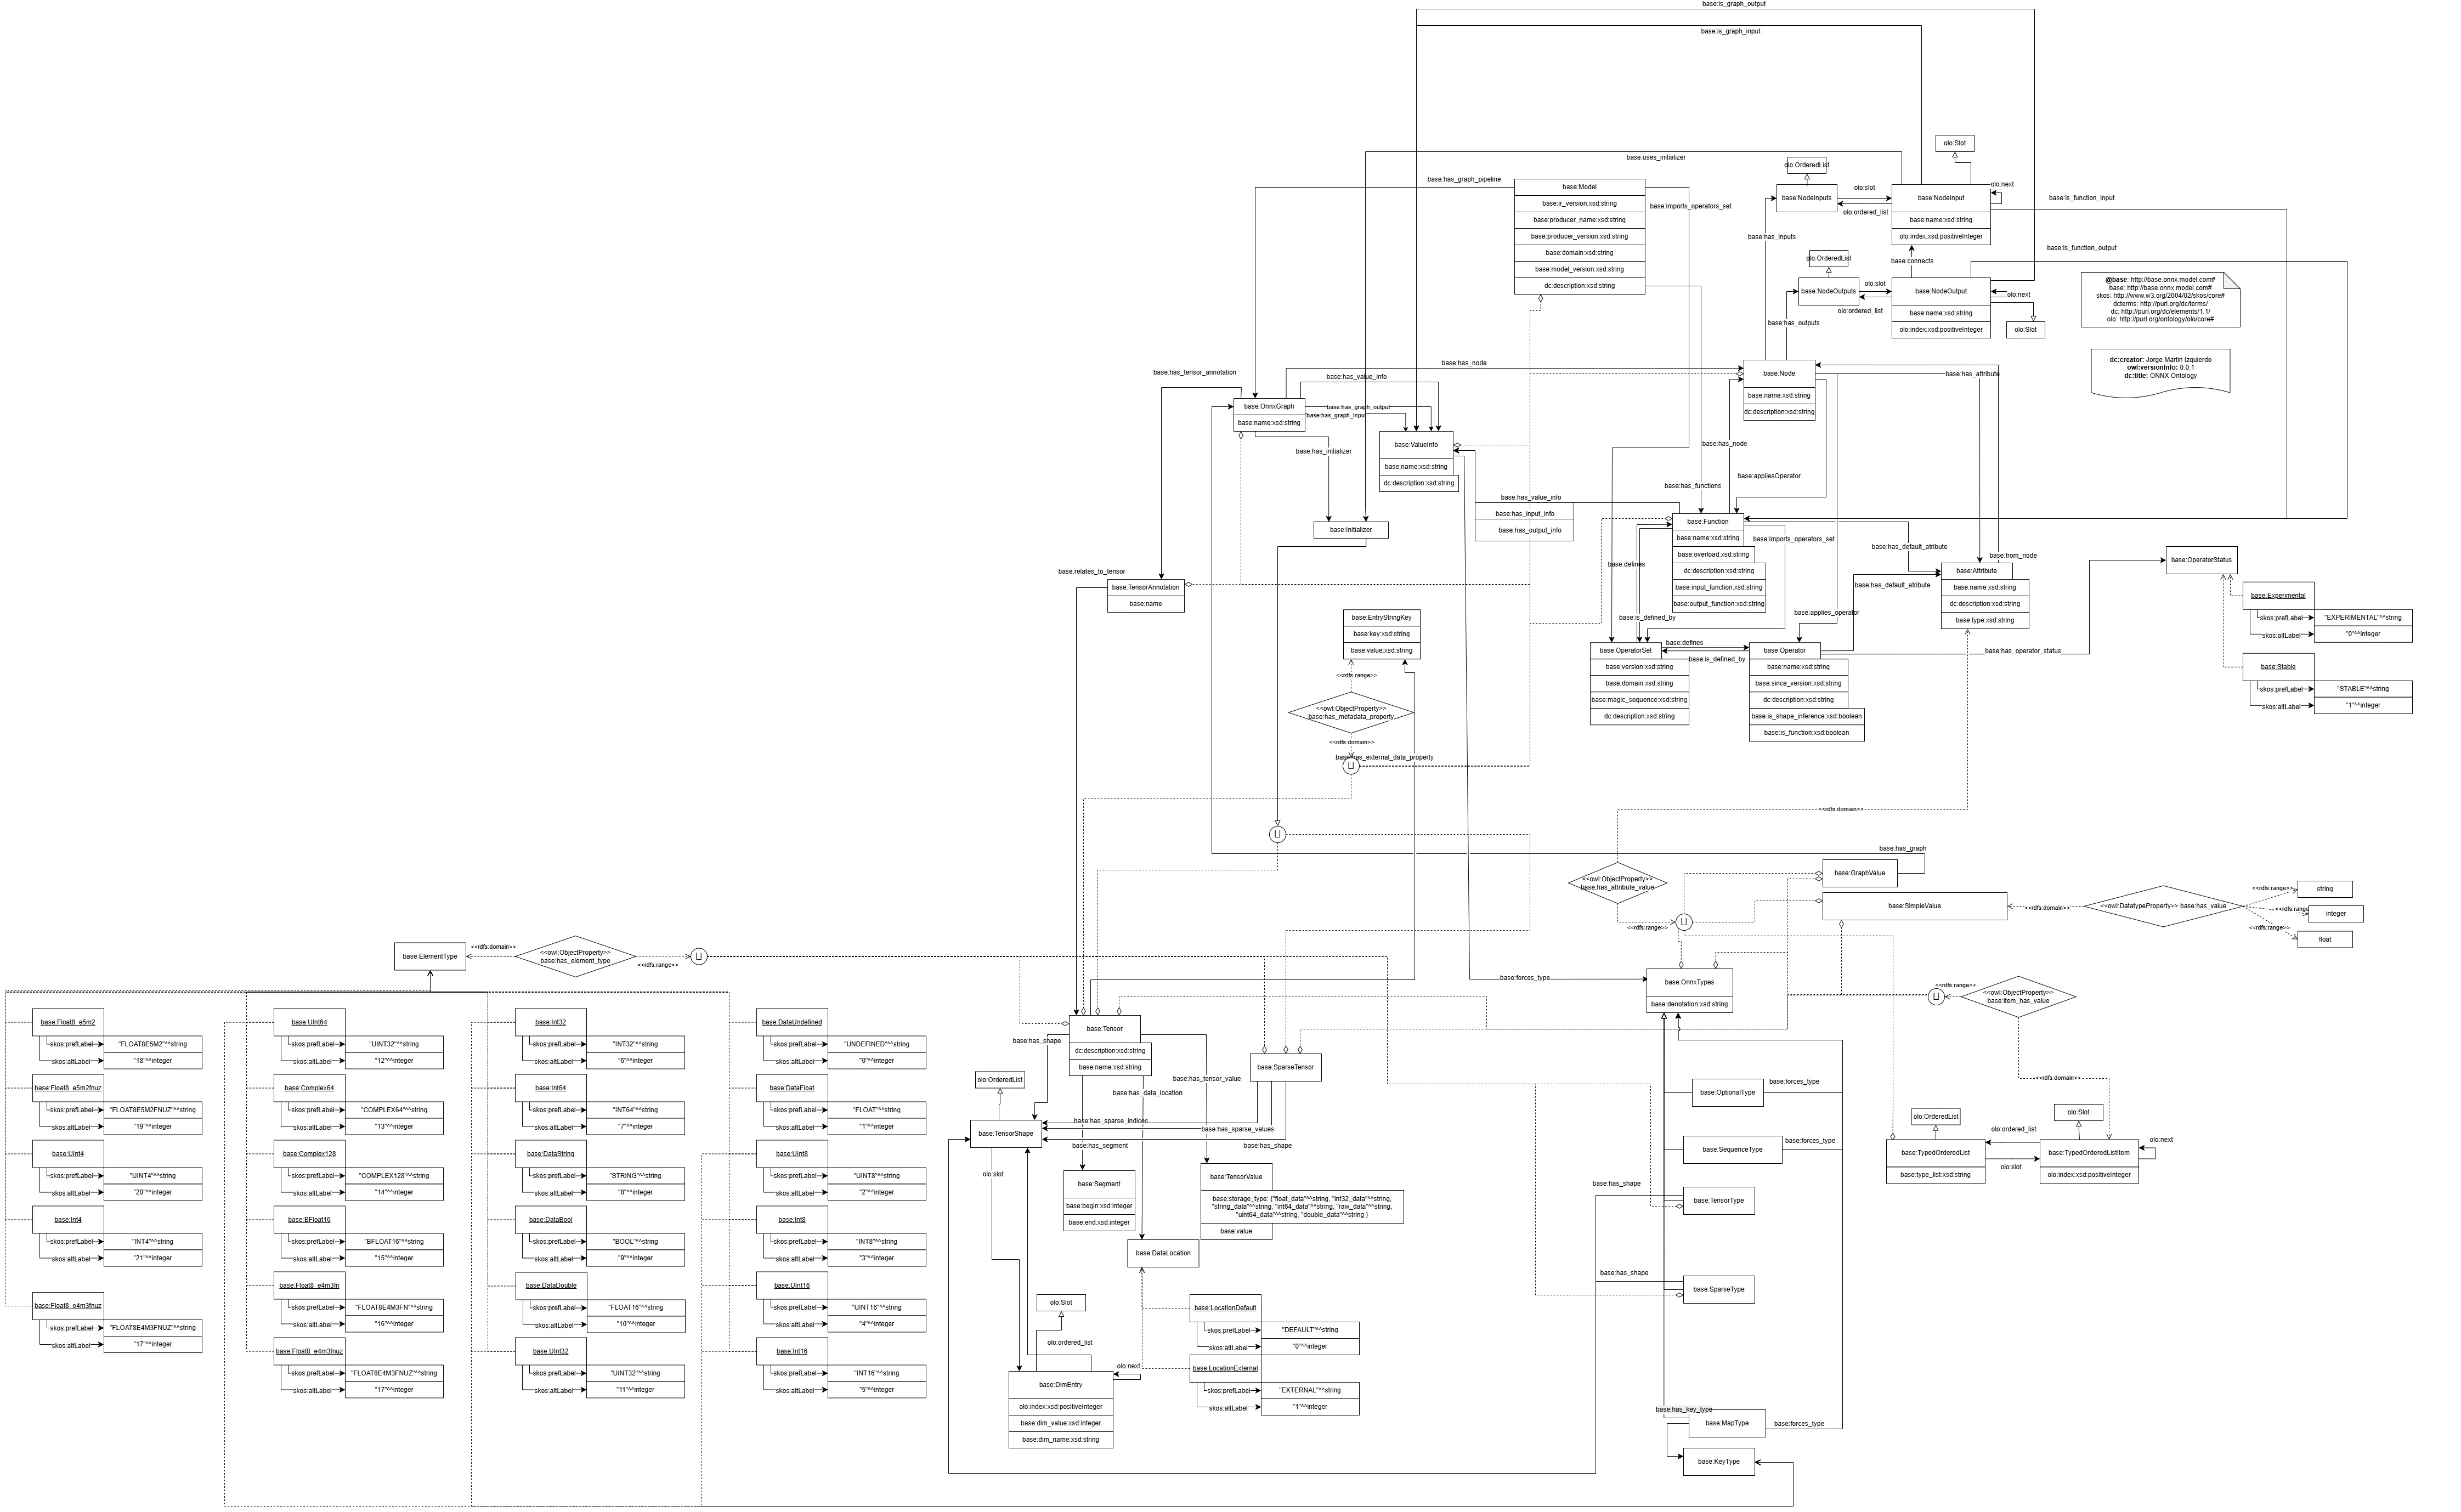 base:is_graph_output
base:is_graph_input
olo:Slot
base:uses_initializer
olo:OrderedList
base:has_graph_pipeline
base:Model
base:ir_version:xsd:string
base:producer_name:xsd:string
base:producer_version:xsd:string
base:domain:xsd:string
base:model_version:xsd:string
dc:description:xsd:string
base:imports_operators_set
base:NodeInputs
olo:slot
olo:ordered_list
base:NodeInput
base:name:xsd:string
olo:index:xsd:positiveInteger
olo:next
base:is_function_input
base:has_inputs
base:is_function_output
olo:OrderedList
base:connects
base:NodeOutputs
olo:slot
olo:ordered_list
base:NodeOutput
base:name:xsd:string
olo:index:xsd:positiveInteger
olo:next
olo:Slot
base:has_outputs
@base: http://base.onnx.model.com#
base: http://base.onnx.model.com#
skos: http://www.w3.org/2004/02/skos/core#
dcterms: http://purl.org/dc/terms/
dc: http://purl.org/dc/elements/1.1/
olo: http://purl.org/ontology/olo/core#
dc:creator: Jorge Martin Izquierdo
owl:versionInfo: 0.0.1
dc:title: ONNX Ontology
base:has_node
base:has_tensor_annotation
base:has_value_info
base:Node
base:name:xsd:string
dc:description:xsd:string
base:has_attribute
base:OnnxGraph
base:name:xsd:string
base:has_graph_output
base:has_graph_input
base:has_initializer
base:ValueInfo
base:name:xsd:string
dc:description:xsd:string
base:has_node
base:appliesOperator
base:has_functions
base:has_value_info
base:has_input_info
base:has_output_info
base:Initializer
base:Function
base:name:xsd:string
base:overload:xsd:string
dc:description:xsd:string
base:input_function:xsd:string
base:output_function:xsd:string
base:imports_operators_set
base:defines
base:is_defined_by
base:has_default_atribute
base:has_default_atribute
base:from_node
base:Attribute
base:name:xsd:string
dc:description:xsd:string
base:type:xsd:string
base:applies_operator
base:OperatorStatus
base:Experimental
skos:prefLabel
"EXPERIMENTAL"^^string
skos:altLabel
"0"^^integer
base:Stable
skos:prefLabel
"STABLE"^^string
skos:altLabel
"1"^^integer
base:has_operator_status
base:relates_to_tensor
base:TensorAnnotation
base:name
base:EntryStringKey
base:key:xsd:string
base:value:xsd:string
<<rdfs:range>>
<<owl:ObjectProperty>>
base:has_metadata_property
<<rdfs:domain>>
base:has_external_data_property
base:OperatorSet
base:version:xsd:string
base:domain:xsd:string
base:magic_sequence:xsd:string
dc:description:xsd:string
base:defines
base:is_defined_by
base:Operator
base:name:xsd:string
base:since_version:xsd:string
dc:description:xsd:string
base:is_shape_inference:xsd:boolean
base:is_function:xsd:boolean
<<rdfs:domain>>
base:has_graph
<<owl:ObjectProperty>>
base:has_attribute_value
<<rdfs:range>>
base:GraphValue
base:SimpleValue
<<rdfs:domain>>
<<owl:DatatypeProperty>> base:has_value
<<rdfs:range>>
string
<<rdfs:range
integer
<<rdfs:range>>
float
base:ElementType
<<rdfs:domain>>
<<owl:ObjectProperty>>
base:has_element_type
<<rdfs:range>>
base:forces_type
base:OnnxTypes
base:denotation:xsd:string
<<rdfs:range>>
<<owl:ObjectProperty>>
base:item_has_value
<<rdfs:domain>>
base:Float8_e5m2
skos:prefLabel
"FLOAT8E5M2"^^string
skos:altLabel
"18"^^integer
base:Float8_e5m2fnuz
skos:prefLabel
"FLOAT8E5M2FNUZ"^^string
skos:altLabel
"19"^^integer
base:UInt4
skos:prefLabel
"UINT4"^^string
skos:altLabel
"20"^^integer
base:Int4
skos:prefLabel
"INT4"^^string
skos:altLabel
"21"^^integer
base:Float8_e4m3fnuz
skos:prefLabel
"FLOAT8E4M3FNUZ"^^string
skos:altLabel
"17"^^integer
base:UInt64
skos:prefLabel
"UINT32"^^string
skos:altLabel
"12"^^integer
base:Complex64
skos:prefLabel
"COMPLEX64"^^string
skos:altLabel
"13"^^integer
base:Complex128
skos:prefLabel
"COMPLEX128"^^string
skos:altLabel
"14"^^integer
base:BFloat16
skos:prefLabel
"BFLOAT16"^^string
skos:altLabel
"15"^^integer
base:Float8_e4m3fn
skos:prefLabel
"FLOAT8E4M3FN"^^string
skos:altLabel
"16"^^integer
base:Float8_e4m3fnuz
skos:prefLabel
"FLOAT8E4M3FNUZ"^^string
skos:altLabel
"17"^^integer
base:Int32
skos:prefLabel
"INT32"^^string
skos:altLabel
"6"^^integer
base:Int64
skos:prefLabel
"INT64"^^string
skos:altLabel
"7"^^integer
base:DataString
skos:prefLabel
"STRING"^^string
skos:altLabel
"8"^^integer
base:DataBool
skos:prefLabel
"BOOL"^^string
skos:altLabel
"9"^^integer
base:DataDouble
skos:prefLabel
"FLOAT16"^^string
skos:altLabel
"10"^^integer
base:UInt32
skos:prefLabel
"UINT32"^^string
skos:altLabel
"11"^^integer
base:DataUndefined
skos:prefLabel
"UNDEFINED"^^string
skos:altLabel
"0"^^integer
base:DataFloat
skos:prefLabel
"FLOAT"^^string
skos:altLabel
"1"^^integer
base:UInt8
skos:prefLabel
"UINT8"^^string
skos:altLabel
"2"^^integer
base:Int8
skos:prefLabel
"INT8"^^string
skos:altLabel
"3"^^integer
base:UInt16
skos:prefLabel
"UINT16"^^string
skos:altLabel
"4"^^integer
base:Int16
skos:prefLabel
"INT16"^^string
skos:altLabel
"5"^^integer
base:Tensor
dc:description:xsd:string
base:name:xsd:string
base:has_shape
base:has_tensor_value
base:has_data_location
base:SparseTensor
olo:OrderedList
base:TensorShape
base:has_sparse_indices
base:has_sparse_values
base:has_segment
base:has_shape
olo:slot
base:Segment
base:begin:xsd:integer
base:end:xsd:integer
base:TensorValue
base:storage_type: {"float_data"^^string, "int32_data"^^string,
"string_data"^^string, "int64_data"^^string, "raw_data"^^string,
"uint64_data"^^string, "double_data"^^string }
base:value
base:DataLocation
base:LocationDefault
skos:prefLabel
"DEFAULT"^^string
skos:altLabel
"0"^^integer
base:LocationExternal
skos:prefLabel
"EXTERNAL"^^string
skos:altLabel
"1"^^integer
olo:Slot
olo:ordered_list
olo:next
base:DimEntry
olo:index:xsd:positiveInteger
base:dim_value:xsd:integer
base:dim_name:xsd:string
base:OptionalType
base:forces_type
base:SequenceType
base:forces_type
base:has_shape
base:TensorType
base:has_shape
base:SparseType
base:has_key_type
base:MapType
base:forces_type
base:KeyType
olo:OrderedList
base:TypedOrderedList
base:type_list:xsd:string
olo:ordered_list
olo:slot
olo:Slot
base:TypedOrderedListItem
olo:index:xsd:positiveInteger
olo:next